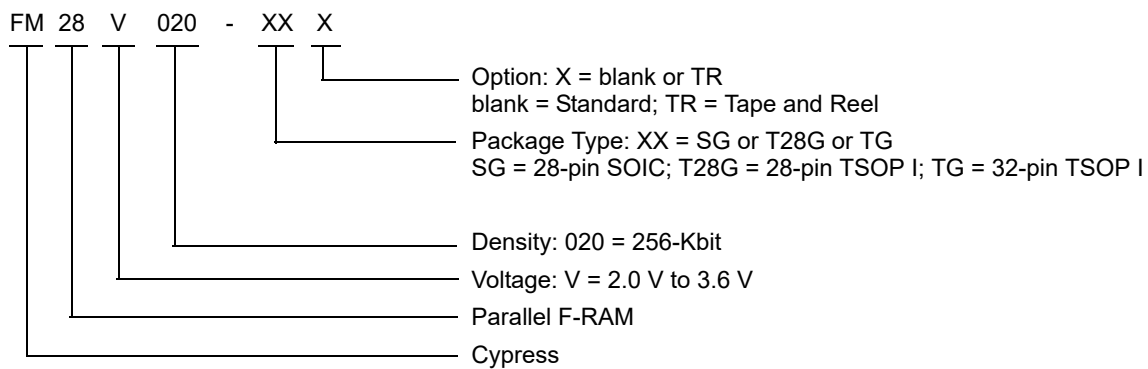 FM 28 V 020 - XX X
Option: X = blank or TR
blank = Standard; TR = Tape and Reel
Package Type: XX = SG or T28G or TG
SG = 28-pin SOIC; T28G = 28-pin TSOP I; TG = 32-pin TSOP I
Density: 020 = 256-Kbit
Voltage: V = 2.0 V to 3.6 V
Parallel F-RAM
Cypress